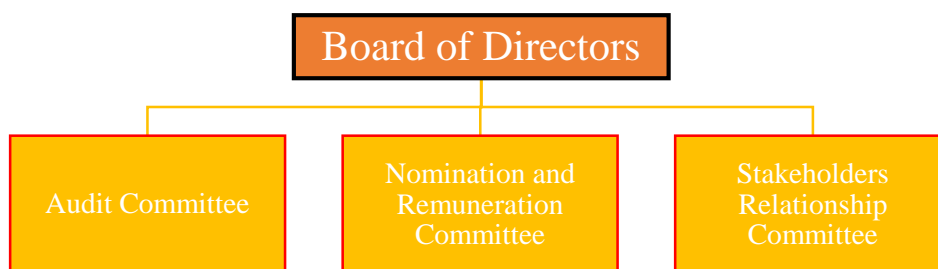 Board of Directors
Audit Committee
Nomination and
Remuneration
Committee
Stakeholders
Relationship
Committee